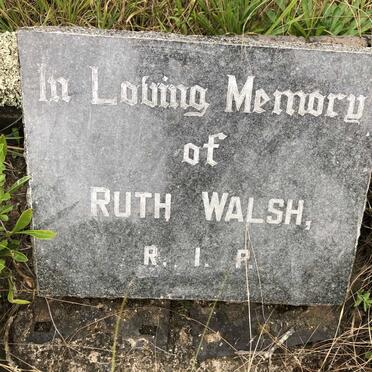 In Loving Memory
of
RUTH WALSH,
R. I. P.